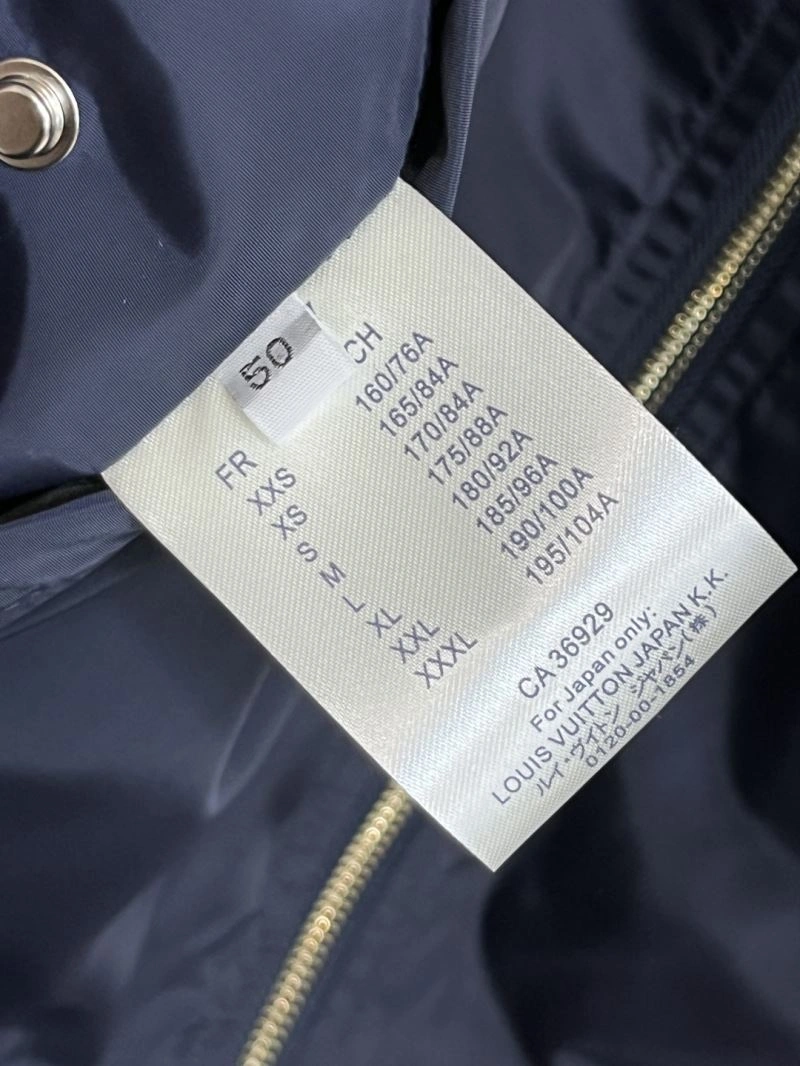 50
FR CH
XXS 160/76A
XS 165/84A
S 170/84A
M 175/88A
L 180/92A
XL 185/96A
XXL 190/100A
XXXL 195/104A
CA 36929
For Japan only:
LOUIS VUITTON JAPAN K.K.
ルイ・ヴィトン ジャパン(株)
0120-00-1854